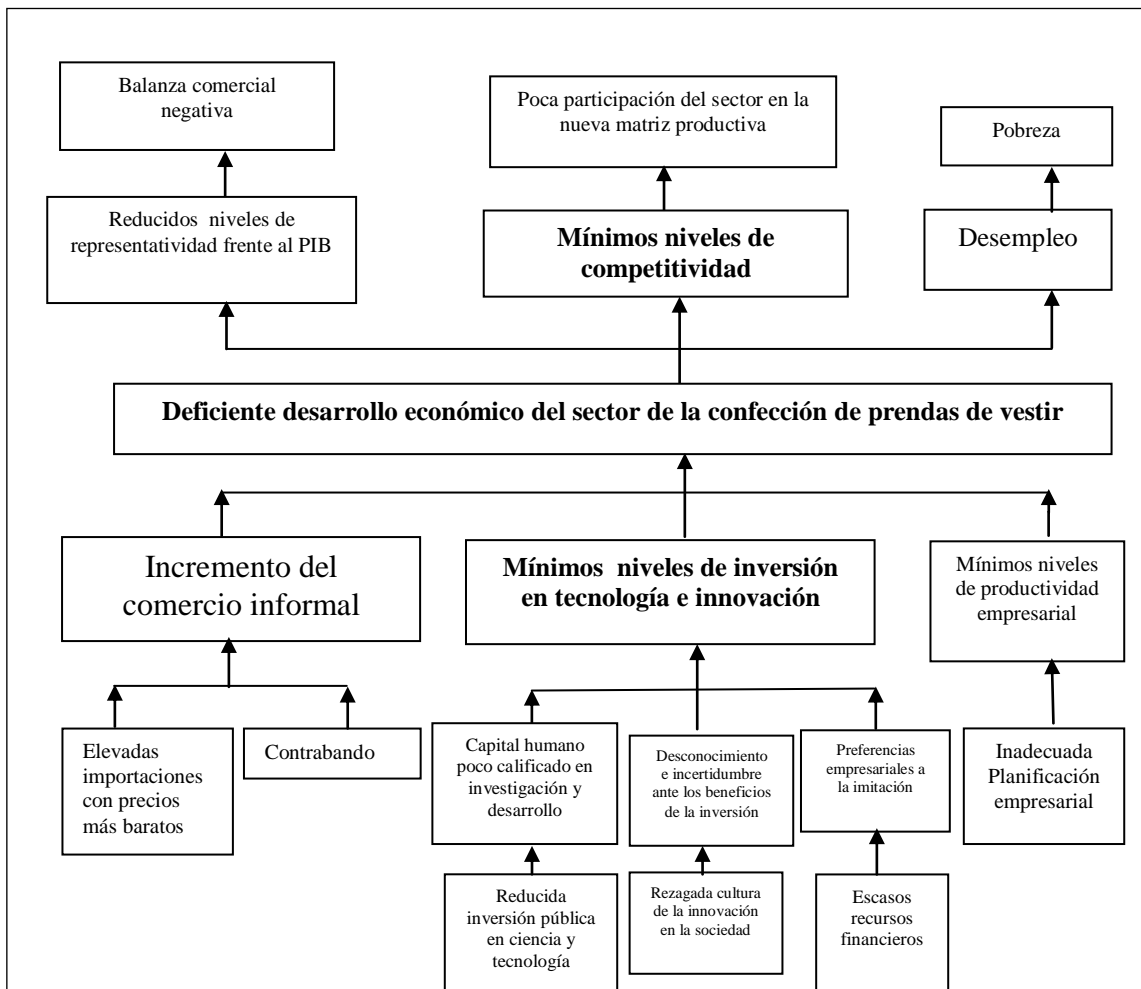 Balanza comercial
negativa
Poca participación del sector en la
nueva matriz productiva
Pobreza
Reducidos niveles de
representatividad frente al PIB
Mínimos niveles de
competitividad
Desempleo
Deficiente desarrollo económico del sector de la confección de prendas de vestir
Incremento del
comercio informal
Mínimos niveles de inversión
en tecnología e innovación
Mínimos niveles
de productividad
empresarial
Elevadas
importaciones
con precios
más baratos
Contrabando
Capital humano
poco calificado en
investigación y
desarrollo
Desconocimiento
e incertidumbre
ante los beneficios
de la inversión
Preferencias
empresariales a
la imitación
Inadecuada
Planificación
empresarial
Reducida
inversión pública
en ciencia y
tecnología
Rezagada cultura
de la innovación
en la sociedad
Escasos
recursos
financieros